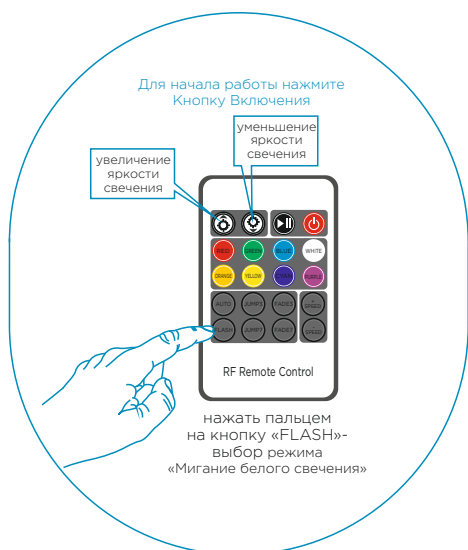 Для начала работы нажмите
Кнопку Включения
уменьшение
яркости
свечения
увеличение
яркости
свечения
RED GREEN BLUE WHITE
ORANGE YELLOW CYAN PURPLE
AUTO JUMP3 FADE3 + SPEED
FLASH JUMP7 FADE7 - SPEED
RF Remote Control
нажать пальцем
на кнопку «FLASH»-
выбор режима
«Мигание белого свечения»